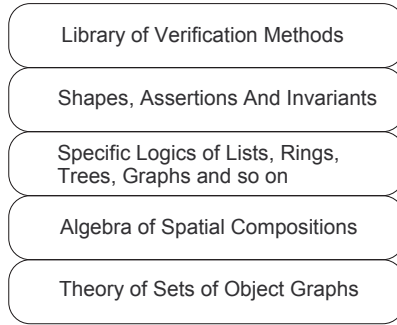 Library of Verification Methods
Shapes, Assertions And Invariants
Specific Logics of Lists, Rings,
Trees, Graphs and so on
Algebra of Spatial Compositions
Theory of Sets of Object Graphs